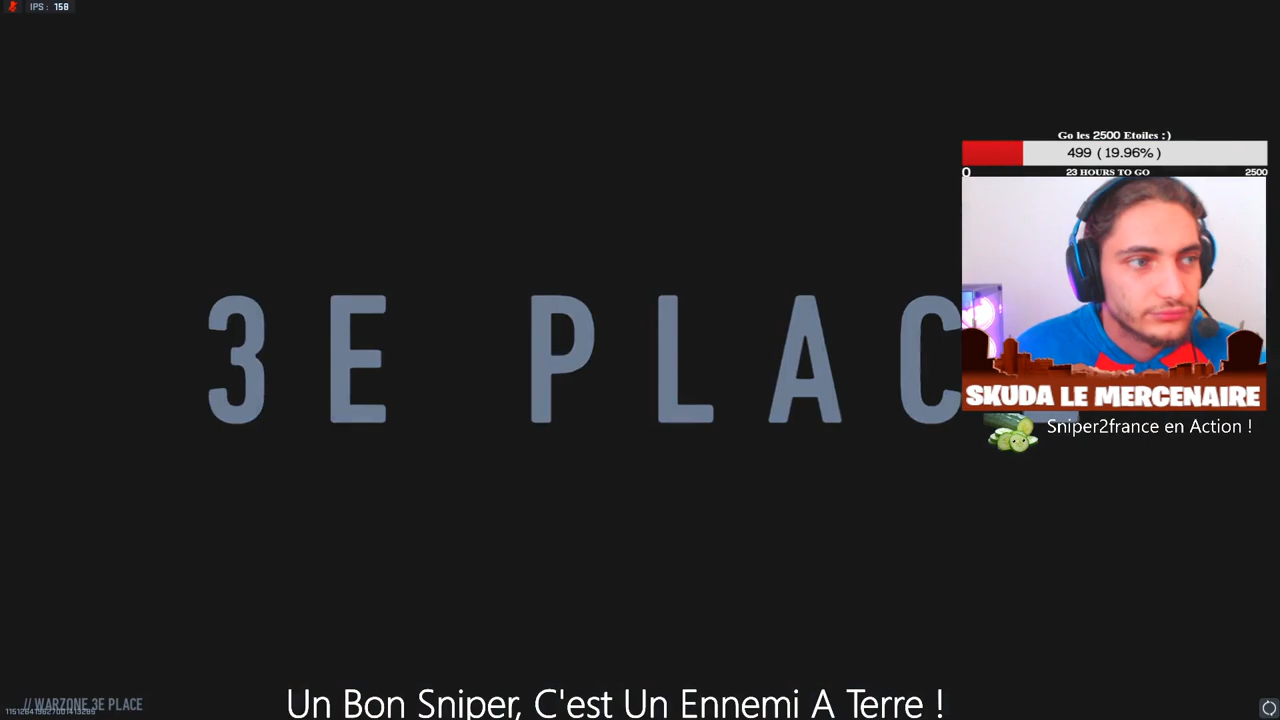 IPS : 158
Go les 2500 Etoiles :)
499 ( 19.96% )
0 23 HOURS TO GO 2500
3E PLAC
SKUDA LE MERCENAIRE
Sniper2france en Action !
// WARZONE 3E PLACE
Un Bon Sniper, C'est Un Ennemi A Terre !